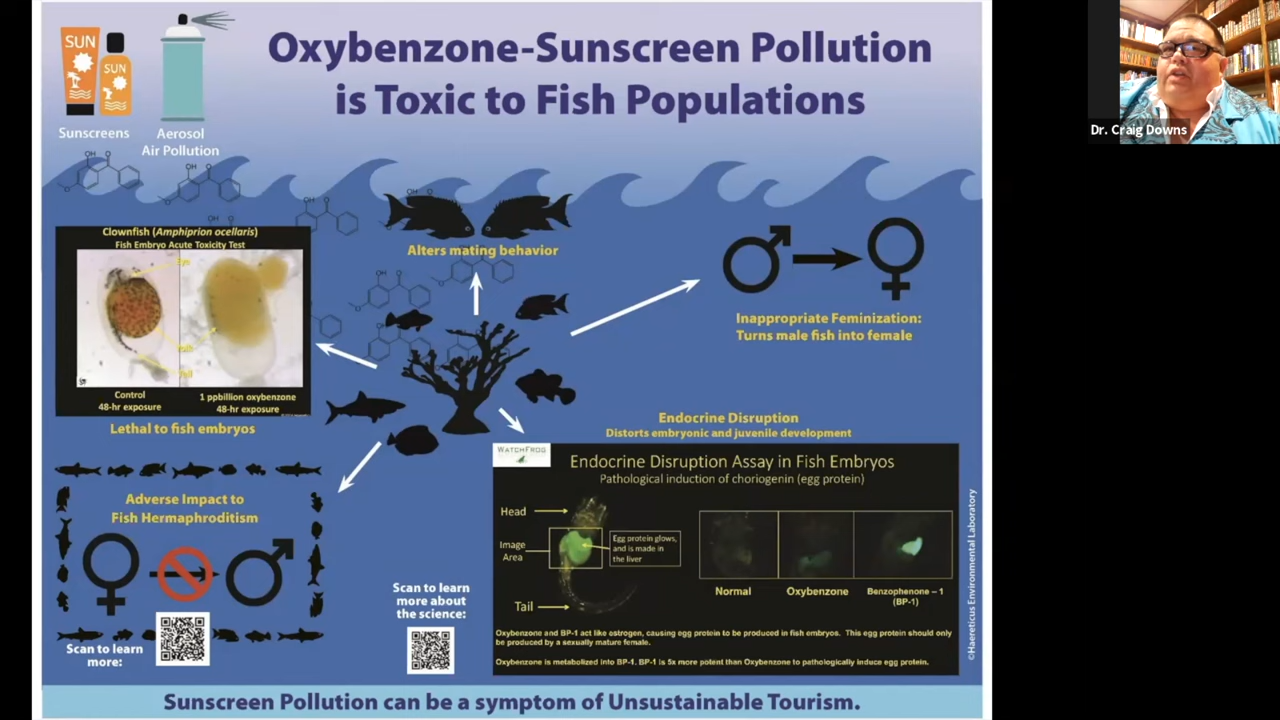 Oxybenzone-Sunscreen Pollution
is Toxic to Fish Populations
SUN
SUN
Sunscreens
Aerosol
Air Pollution
Dr. Craig Downs
Clownfish (Amphiprion ocellaris)
Fish Embryo Acute Toxicity Test
Eye
Yolk
Tail
Control
48-hr exposure
1 ppbillion oxybenzone
48-hr exposure
Lethal to fish embryos
Alters mating behavior
Inappropriate Feminization:
Turns male fish into female
Adverse Impact to
Fish Hermaphroditism
Scan to learn
more:
Scan to learn
more about
the science:
Endocrine Disruption
Distorts embryonic and juvenile development
WATCHFROG
Endocrine Disruption Assay in Fish Embryos
Pathological induction of choriogenin (egg protein)
Head
Image
Area
Tail
Egg protein glows,
and is made in
the liver
Normal
Oxybenzone
Benzophenone - 1
(BP-1)
Oxybenzone and BP-1 act like estrogen, causing egg protein to be produced in fish embryos. This egg protein should only
be produced by a sexually mature female.
Oxybenzone is metabolized into BP-1. BP-1 is 5x more potent than Oxybenzone to pathologically induce egg protein.
©Haereticus Environmental Laboratory
Sunscreen Pollution can be a symptom of Unsustainable Tourism.